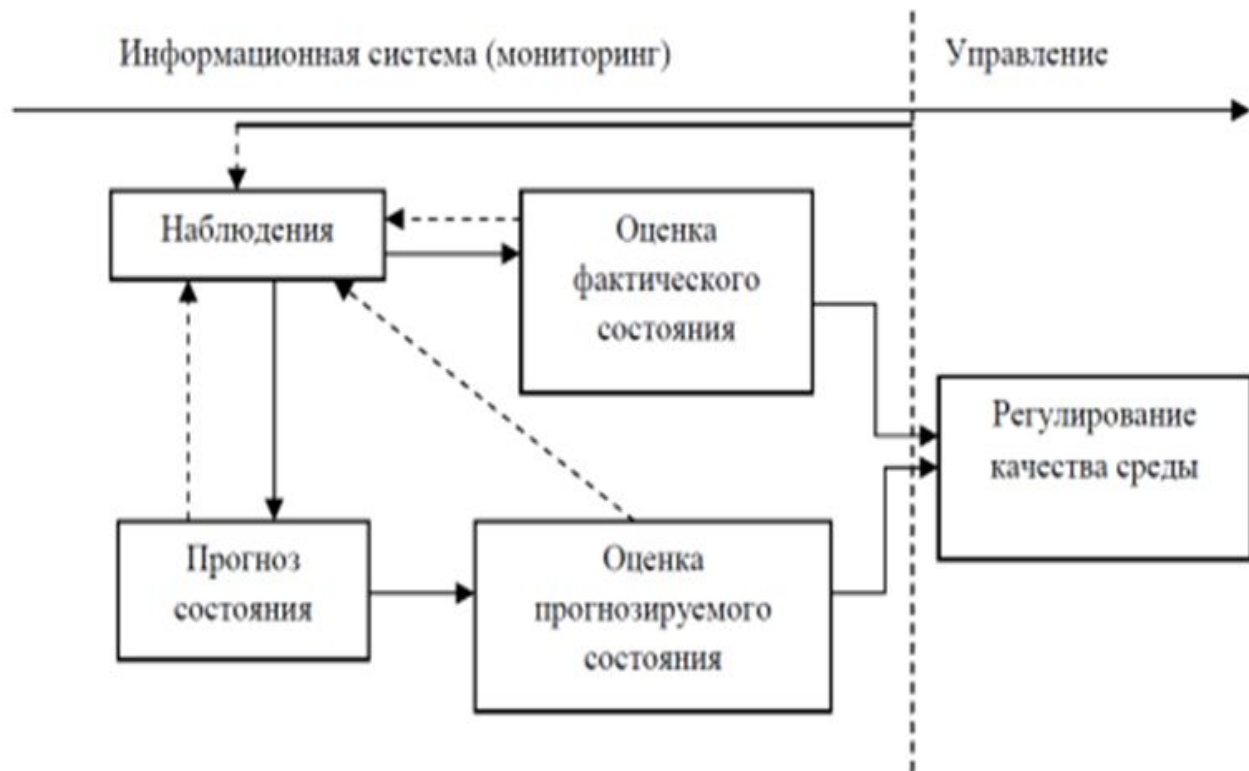 Информационная система (мониторинг)
Управление
Наблюдения
Оценка
фактического
состояния
Регулирование
качества среды
Прогноз
состояния
Оценка
прогнозируемого
состояния